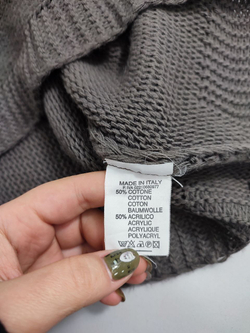 MADE IN ITALY
50% COTONE
COTTON
COTON
BAUMWOLLE
50% ACRILICO
ACRYLIC
ACRYLIQUE
POLYACRYL